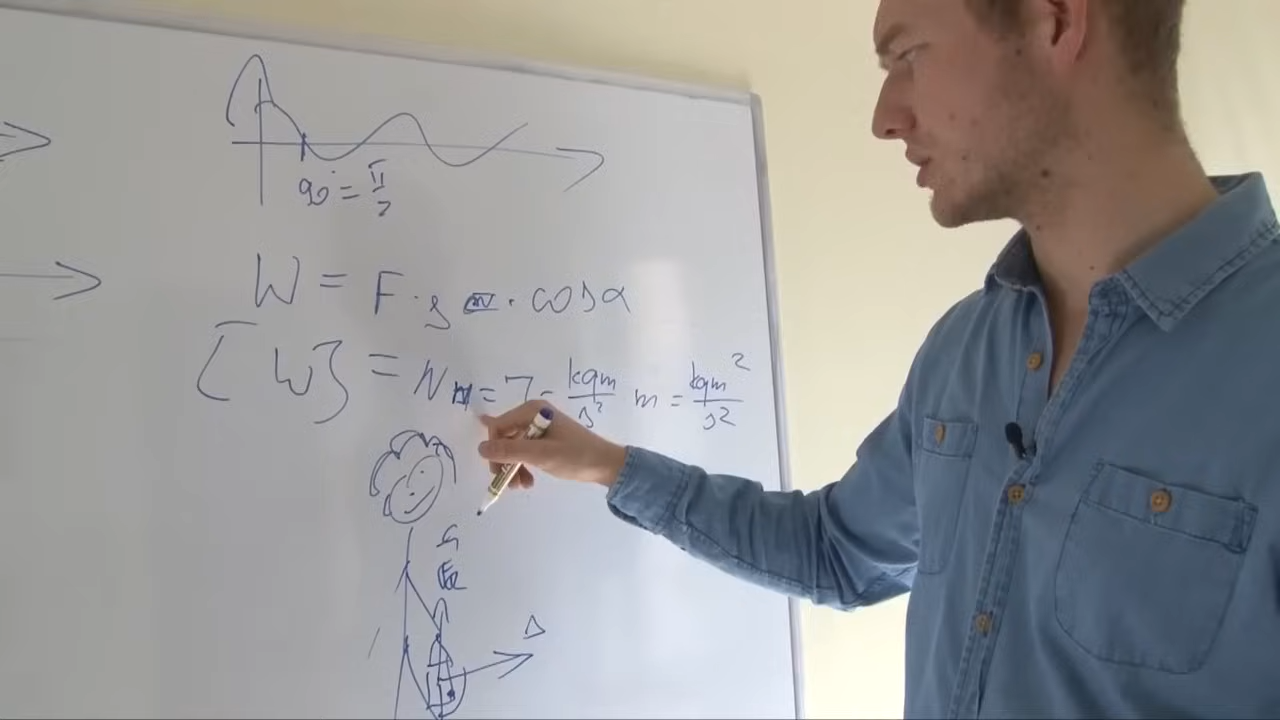 90° = π/2
W = F · s · cos α
[W] = Nm = J = kgm/s² m = kgm²/s²